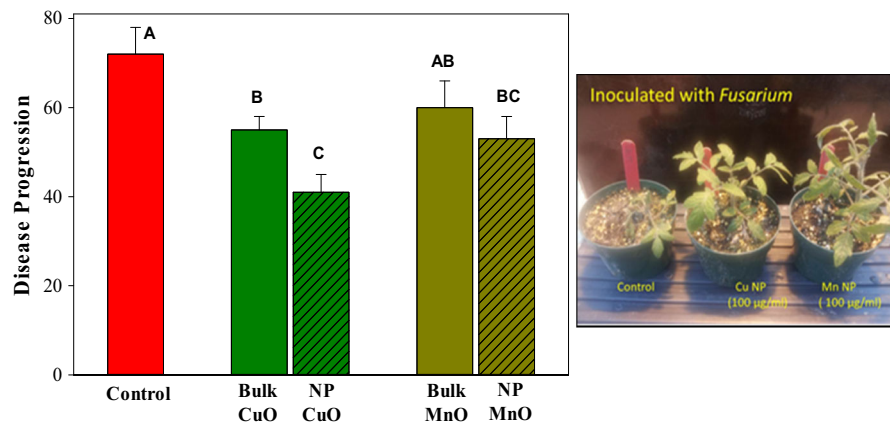 Disease Progression
80
60
40
20
0
A
B
C
AB
BC
Control
Bulk
CuO
NP
CuO
Bulk
MnO
NP
MnO
Inoculated with Fusarium
Control
Cu NP
(100 µg/ml)
Mn NP
( 100 µg/ml)